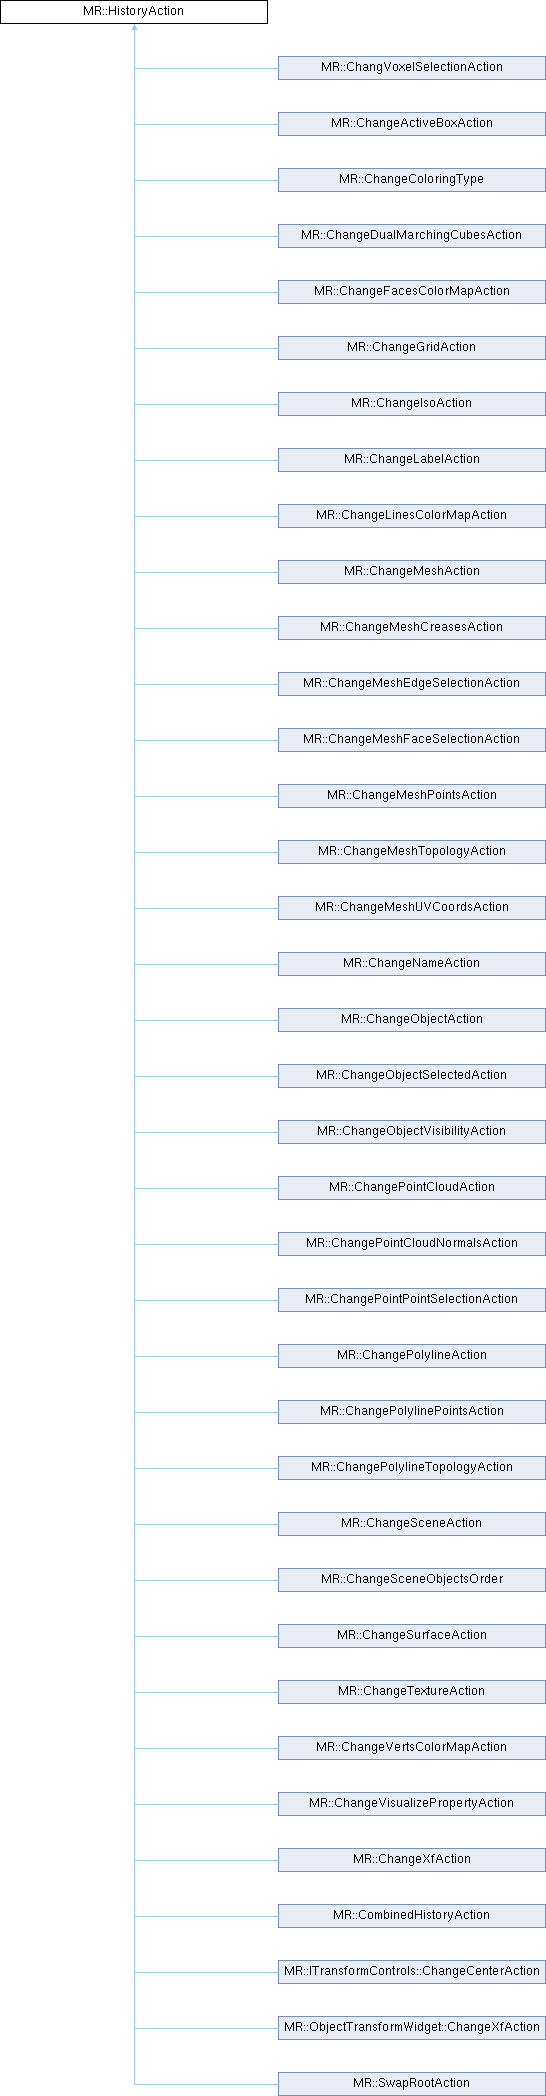 MR::HistoryAction
MR::ChangVoxelSelectionAction
MR::ChangeActiveBoxAction
MR::ChangeColoringType
MR::ChangeDualMarchingCubesAction
MR::ChangeFacesColorMapAction
MR::ChangeGridAction
MR::ChangeIsoAction
MR::ChangeLabelAction
MR::ChangeLinesColorMapAction
MR::ChangeMeshAction
MR::ChangeMeshCreasesAction
MR::ChangeMeshEdgeSelectionAction
MR::ChangeMeshFaceSelectionAction
MR::ChangeMeshPointsAction
MR::ChangeMeshTopologyAction
MR::ChangeMeshUVCoordsAction
MR::ChangeNameAction
MR::ChangeObjectAction
MR::ChangeObjectSelectedAction
MR::ChangeObjectVisibilityAction
MR::ChangePointCloudAction
MR::ChangePointCloudNormalsAction
MR::ChangePointPointSelectionAction
MR::ChangePolylineAction
MR::ChangePolylinePointsAction
MR::ChangePolylineTopologyAction
MR::ChangeSceneAction
MR::ChangeSceneObjectsOrder
MR::ChangeSurfaceAction
MR::ChangeTextureAction
MR::ChangeVertsColorMapAction
MR::ChangeVisualizePropertyAction
MR::ChangeXfAction
MR::CombinedHistoryAction
MR::ITransformControls::ChangeCenterAction
MR::ObjectTransformWidget::ChangeXfAction
MR::SwapRootAction